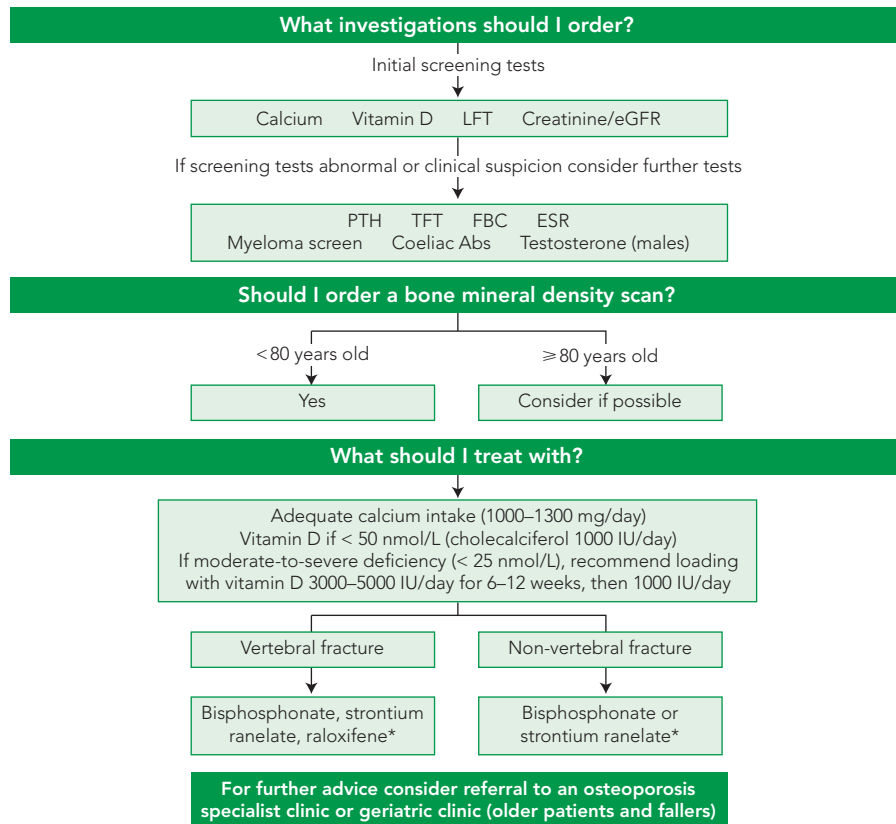 What investigations should I order?
Initial screening tests
Calcium Vitamin D LFT Creatinine/eGFR
If screening tests abnormal or clinical suspicion consider further tests
PTH TFT FBC ESR
Myeloma screen Coeliac Abs Testosterone (males)
Should I order a bone mineral density scan?
<80 years old ⩾80 years old
Yes Consider if possible
What should I treat with?
Adequate calcium intake (1000–1300 mg/day)
Vitamin D if < 50 nmol/L (cholecalciferol 1000 IU/day)
If moderate-to-severe deficiency (< 25 nmol/L), recommend loading
with vitamin D 3000–5000 IU/day for 6–12 weeks, then 1000 IU/day
Vertebral fracture Non-vertebral fracture
Bisphosphonate, strontium
ranelate, raloxifene*
Bisphosphonate or
strontium ranelate*
For further advice consider referral to an osteoporosis
specialist clinic or geriatric clinic (older patients and fallers)